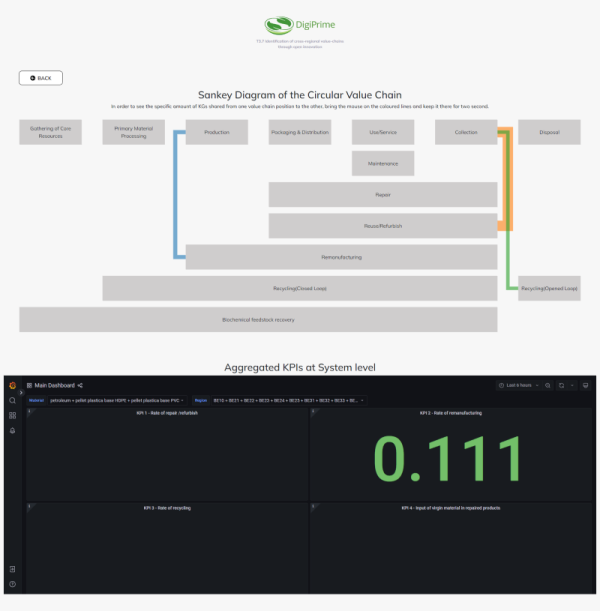 DigiPrime
T6.7 Identification of cross-regional value chains
through open innovation
BACK
Sankey Diagram of the Circular Value Chain
In order to see the specific amount of KGs shared from one value chain position to the other, bring the mouse on the coloured lines and keep it there for two second.
Gathering of Core
Resources
Primary Material
Processing
Production
Packaging & Distribution
Use/Service
Collection
Disposal
Maintenance
Repair
Reuse/Refurbish
Remanufacturing
Recycling(Closed Loop)
Recycling(Opened Loop)
Biochemical feedstock recovery
Aggregated KPIs at System level
Main Dashboard
Last 6 hours
Material
petroleum + pellet plastica base HDPE + pellet plastica base PVC
Region
BE10 + BE21 + BE22 + BE23 + BE24 + BE25 + BE31 + BE32 + BE33 + BE...
KPI 1 - Rate of repair /refurbish
KPI 2 - Rate of remanufacturing
0.111
KPI 3 - Rate of recycling
KPI 4 - Input of virgin material in repaired products